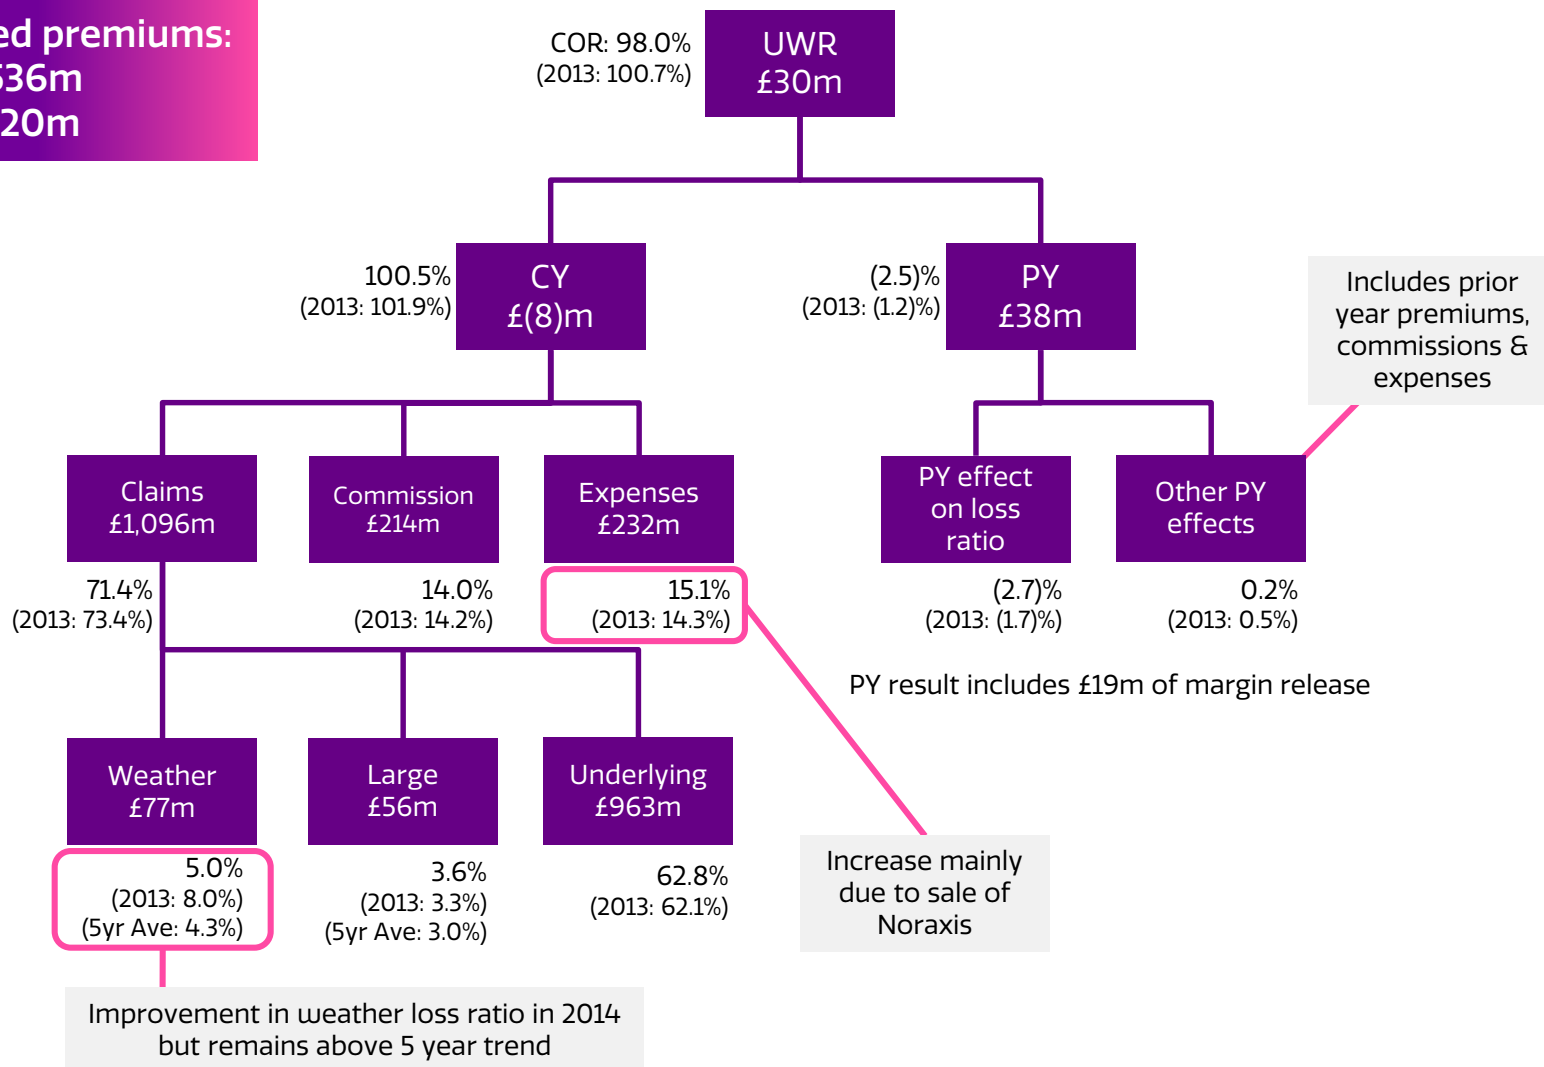 premiums:
COR: 98.0%
(2013: 100.7%)
UWR
£30m
100.5%
(2013: 101.9%)
CY
£(8)m
(2.5)%
(2013: (1.2)%)
PY
£38m
Includes prior
year premiums,
commissions &
expenses
Claims
£1,096m
Commission
£214m
Expenses
£232m
PY effect
on loss
ratio
Other PY
effects
71.4%
(2013: 73.4%)
14.0%
(2013: 14.2%)
15.1%
(2013: 14.3%)
(2.7)%
(2013: (1.7)%)
0.2%
(2013: 0.5%)
PY result includes £19m of margin release
Weather
£77m
Large
£56m
Underlying
£963m
5.0%
(2013: 8.0%)
(5yr Ave: 4.3%)
3.6%
(2013: 3.3%)
(5yr Ave: 3.0%)
62.8%
(2013: 62.1%)
Increase mainly
due to sale of
Noraxis
Improvement in weather loss ratio in 2014
but remains above 5 year trend